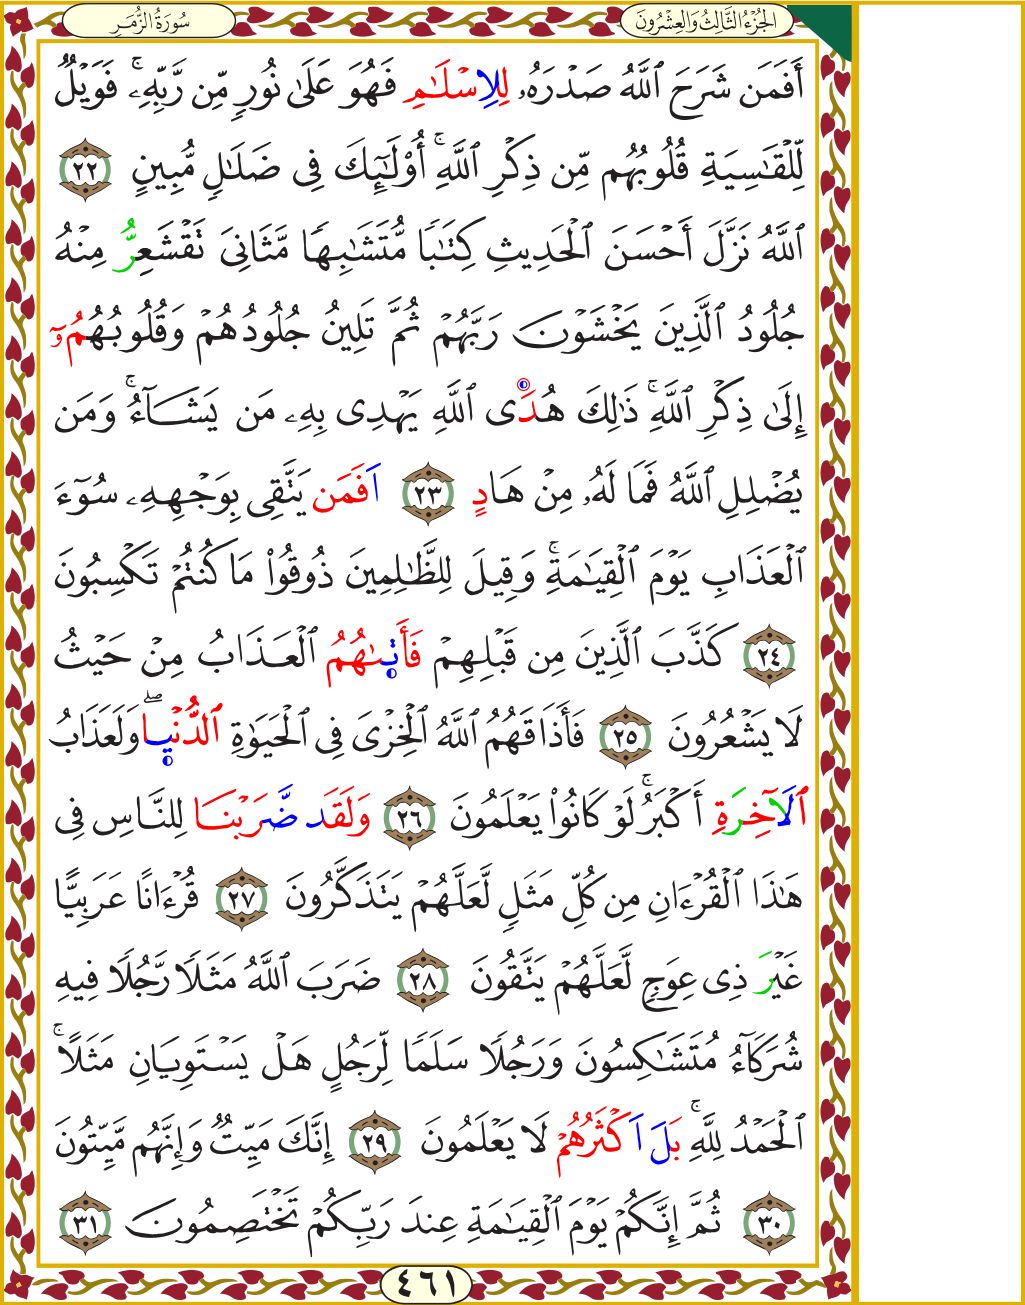 الجُزْءُ الثَّالِثُ وَالعِشْرُونَ
سُورَةُ الزُّمَرِ
أَفَمَن شَرَحَ ٱللَّهُ صَدْرَهُۥ لِلِاسْلَٰمِ فَهُوَ عَلَىٰ نُورٍ مِّن رَّبِّهِۦۚ فَوَيْلٌ
لِّلْقَٰسِيَةِ قُلُوبُهُم مِّن ذِكْرِ ٱللَّهِۚ أُوْلَٰٓئِكَ فِى ضَلَٰلٍ مُّبِينٍ ٢٢
ٱللَّهُ نَزَّلَ أَحْسَنَ ٱلْحَدِيثِ كِتَٰبًا مُّتَشَٰبِهًا مَّثَانِىَ تَقْشَعِرُّ مِنْهُ
جُلُودُ ٱلَّذِينَ يَخْشَوْنَ رَبَّهُمْ ثُمَّ تَلِينُ جُلُودُهُمْ وَقُلُوبُهُمُۥٓ
إِلَىٰ ذِكْرِ ٱللَّهِۚ ذَٰلِكَ هُدَى ٱللَّهِ يَهْدِى بِهِۦ مَن يَشَآءُۚ وَمَن
يُضْلِلِ ٱللَّهُ فَمَا لَهُۥ مِنْ هَادٍ ٢٣ اَفَمَن يَتَّقِى بِوَجْهِهِۦ سُوٓءَ
ٱلْعَذَابِ يَوْمَ ٱلْقِيَٰمَةِۚ وَقِيلَ لِلظَّٰلِمِينَ ذُوقُوا۟ مَا كُنتُمْ تَكْسِبُونَ
٢٤ كَذَّبَ ٱلَّذِينَ مِن قَبْلِهِمْ فَأَتىٰهُمُ ٱلْعَذَابُ مِنْ حَيْثُ
لَا يَشْعُرُونَ ٢٥ فَأَذَاقَهُمُ ٱللَّهُ ٱلْخِزْىَ فِى ٱلْحَيَوٰةِ ٱلدُّنْيۭاۖ وَلَعَذَابُ
ٱلَاخِرَةِ أَكْبَرُۚ لَوْ كَانُوا۟ يَعْلَمُونَ ٢٦ وَلَقَد ضَّرَبْنَا لِلنَّاسِ فِى
هَٰذَا ٱلْقُرْءَانِ مِن كُلِّ مَثَلٍ لَّعَلَّهُمْ يَتَذَكَّرُونَ ٢٧ قُرْءَانًا عَرَبِيًّا
غَيْرَ ذِى عِوَجٍ لَّعَلَّهُمْ يَتَّقُونَ ٢٨ ضَرَبَ ٱللَّهُ مَثَلًا رَّجُلًا فِيهِ
شُرَكَآءُ مُتَشَٰكِسُونَ وَرَجُلًا سَلَمًا لِّرَجُلٍ هَلْ يَسْتَوِيَانِ مَثَلًاۚ
ٱلْحَمْدُ لِلَّهِۚ بَلَ اَكْثَرُهُمْ لَا يَعْلَمُونَ ٢٩ إِنَّكَ مَيِّتٌ وَإِنَّهُم مَّيِّتُونَ
٣٠ ثُمَّ إِنَّكُمْ يَوْمَ ٱلْقِيَٰمَةِ عِندَ رَبِّكُمْ تَخْتَصِمُونَ ٣١
٤٦١